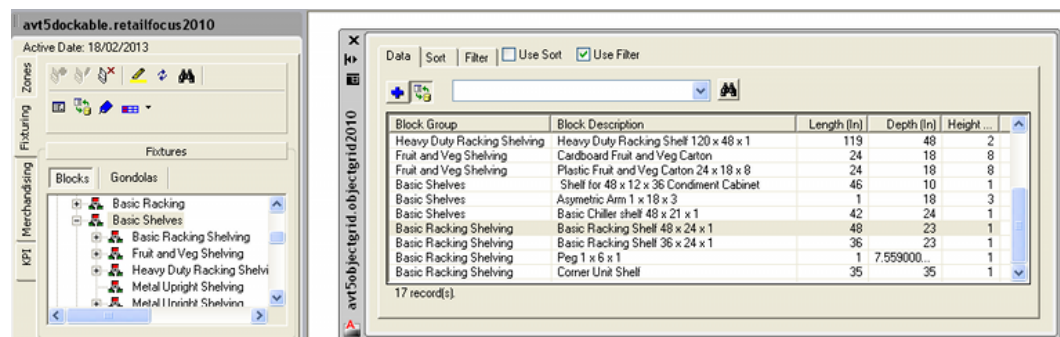 avt5dockable.retailfocus2010
Active Date: 18/02/2013
Zones
Fixturing
Merchandising
KPI
Fixtures
Blocks Gondolas
Basic Racking
Basic Shelves
Basic Racking Shelving
Fruit and Veg Shelving
Heavy Duty Racking Shelvi
Metal Upright Shelving
Metal Upright Shelving
avt5objectgrid.objectgrid2010
Data Sort Filter Use Sort Use Filter
Block Group Block Description Length (In) Depth (In) Height ...
Heavy Duty Racking Shelving Heavy Duty Racking Shelf 120 x 48 x 1 119 48 2
Fruit and Veg Shelving Cardboard Fruit and Veg Carton 24 18 8
Fruit and Veg Shelving Plastic Fruit and Veg Carton 24 x 18 x 8 24 18 8
Basic Shelves Shelf for 48 x 12 x 36 Condiment Cabinet 46 10 1
Basic Shelves Asymetric Arm 1 x 18 x 3 1 18 3
Basic Shelves Basic Chiller shelf 48 x 21 x 1 42 24 1
Basic Racking Shelving Basic Racking Shelf 48 x 24 x 1 48 23 1
Basic Racking Shelving Basic Racking Shelf 36 x 24 x 1 36 23 1
Basic Racking Shelving Peg 1 x 6 x 1 1 7.559000... 1
Basic Racking Shelving Corner Unit Shelf 35 35 1
17 record(s).